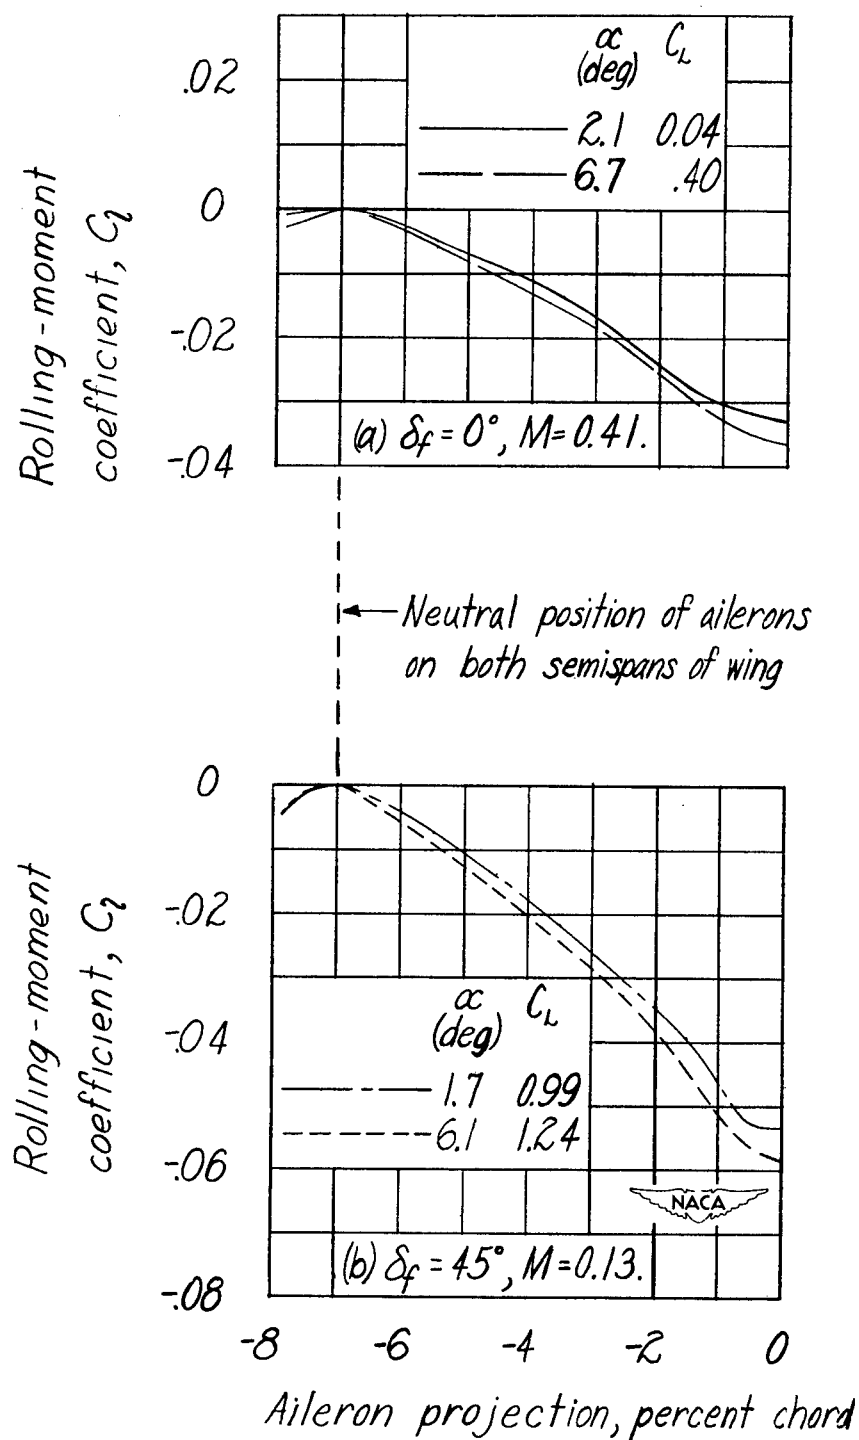 α C_L
(deg)
2.1 0.04
6.7 .40
.02
0
-.02
-.04
Rolling-moment
coefficient, C_l
(a) δ_f = 0°, M=0.41.
Neutral position of ailerons
on both semispans of wing
0
-.02
-.04
-.06
-.08
Rolling-moment
coefficient, C_l
α C_L
(deg)
1.7 0.99
6.1 1.24
NACA
(b) δ_f = 45°, M=0.13.
-8 -6 -4 -2 0
Aileron projection, percent chord